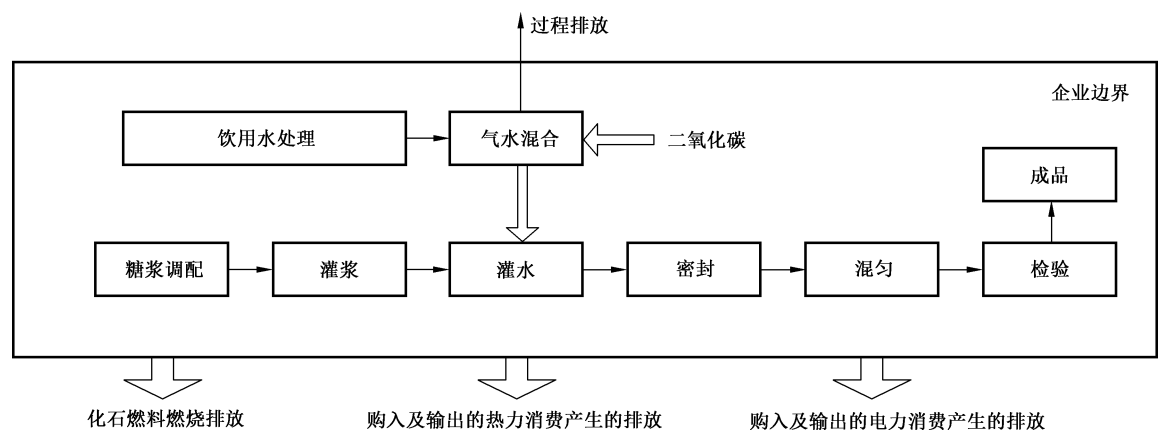 过程排放
企业边界
饮用水处理
气水混合
二氧化碳
成品
糖浆调配
灌浆
灌水
密封
混匀
检验
化石燃料燃烧排放
购入及输出的热力消费产生的排放
购入及输出的电力消费产生的排放